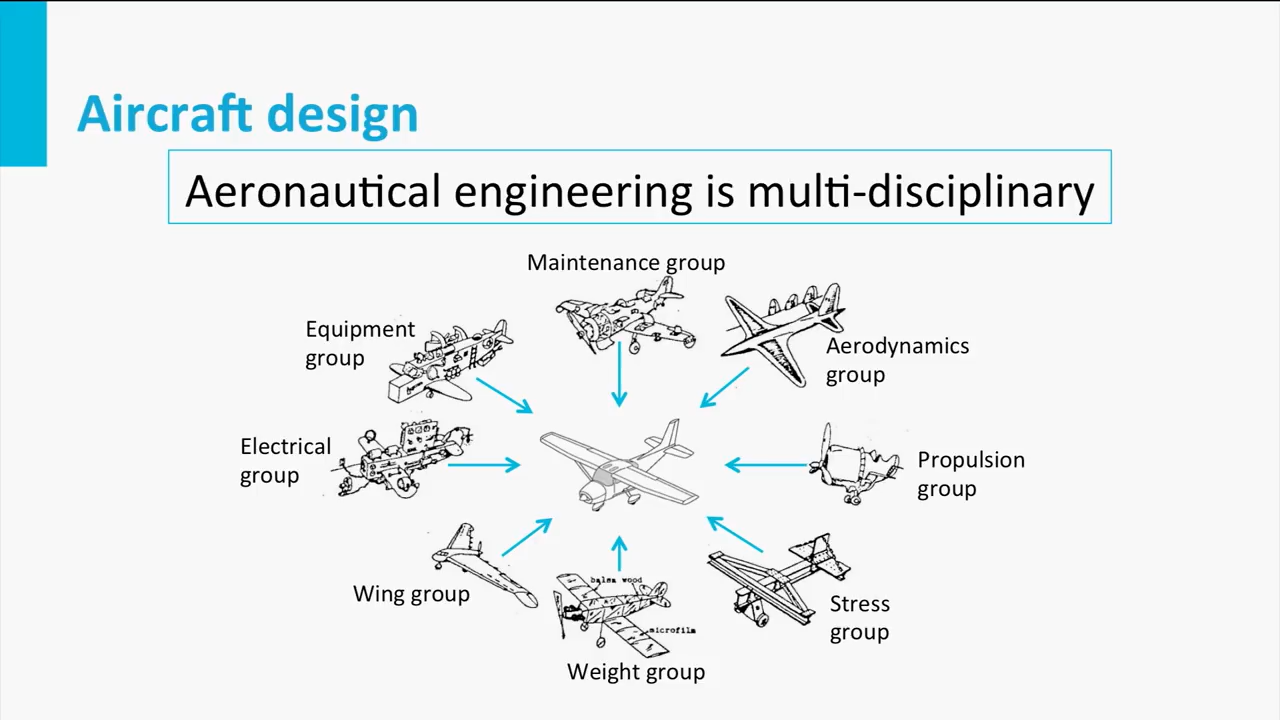 Aircraft design
Aeronautical engineering is multi-disciplinary
Maintenance group
Equipment
group
Aerodynamics
group
Electrical
group
Propulsion
group
Wing group
balsa wood
microfilm
Stress
group
Weight group